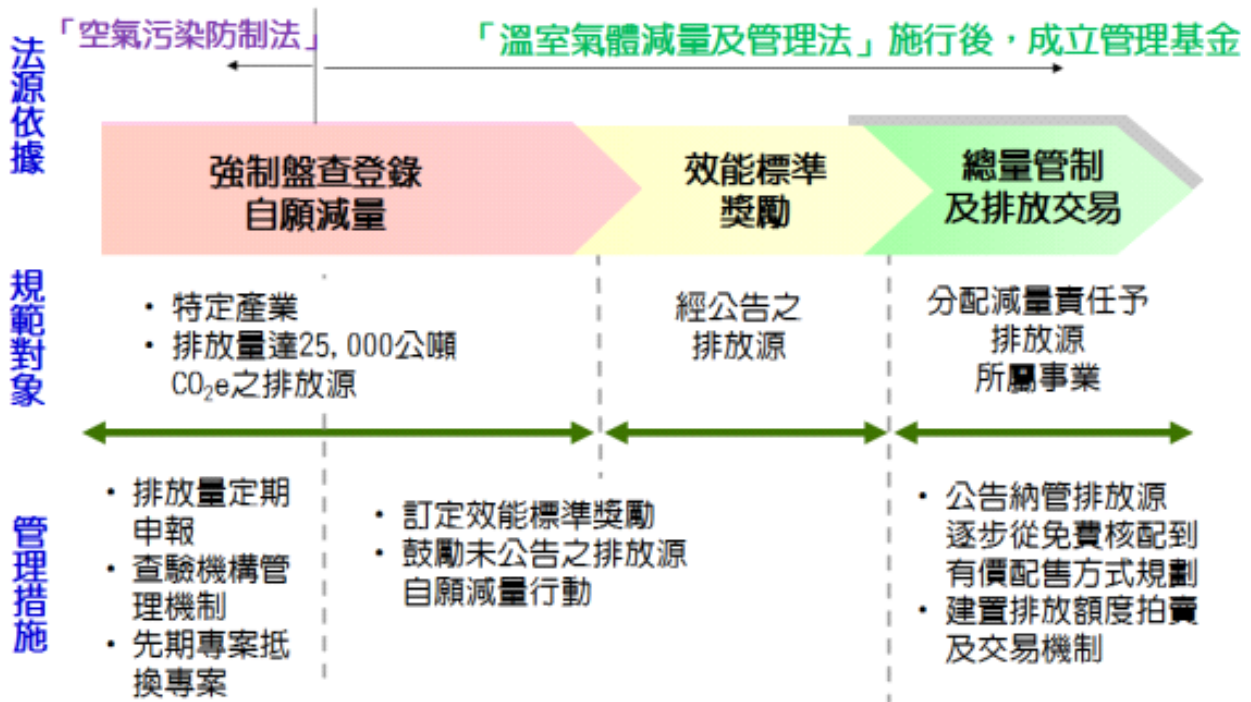 法源依據
「空氣污染防制法」
「溫室氣體減量及管理法」施行後，成立管理基金
強制盤查登錄
自願減量
效能標準
獎勵
總量管制
及排放交易
規範對象
• 特定產業
• 排放量達25,000公噸
CO₂e之排放源
經公告之
排放源
分配減量責任予
排放源
所屬事業
管理措施
• 排放量定期
申報
• 查驗機構管
理機制
• 先期專案抵
換專案
• 訂定效能標準獎勵
• 鼓勵未公告之排放源
自願減量行動
• 公告納管排放源
逐步從免費核配到
有價配售方式規劃
• 建置排放額度拍賣
及交易機制